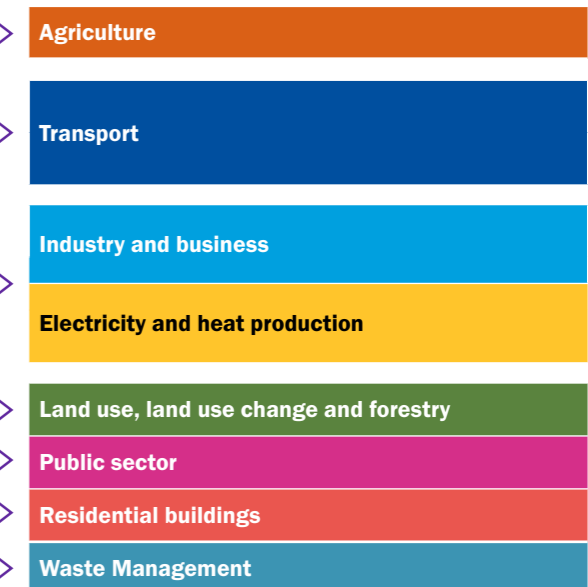 Agriculture
Transport
Industry and business
Electricity and heat production
Land use, land use change and forestry
Public sector
Residential buildings
Waste Management